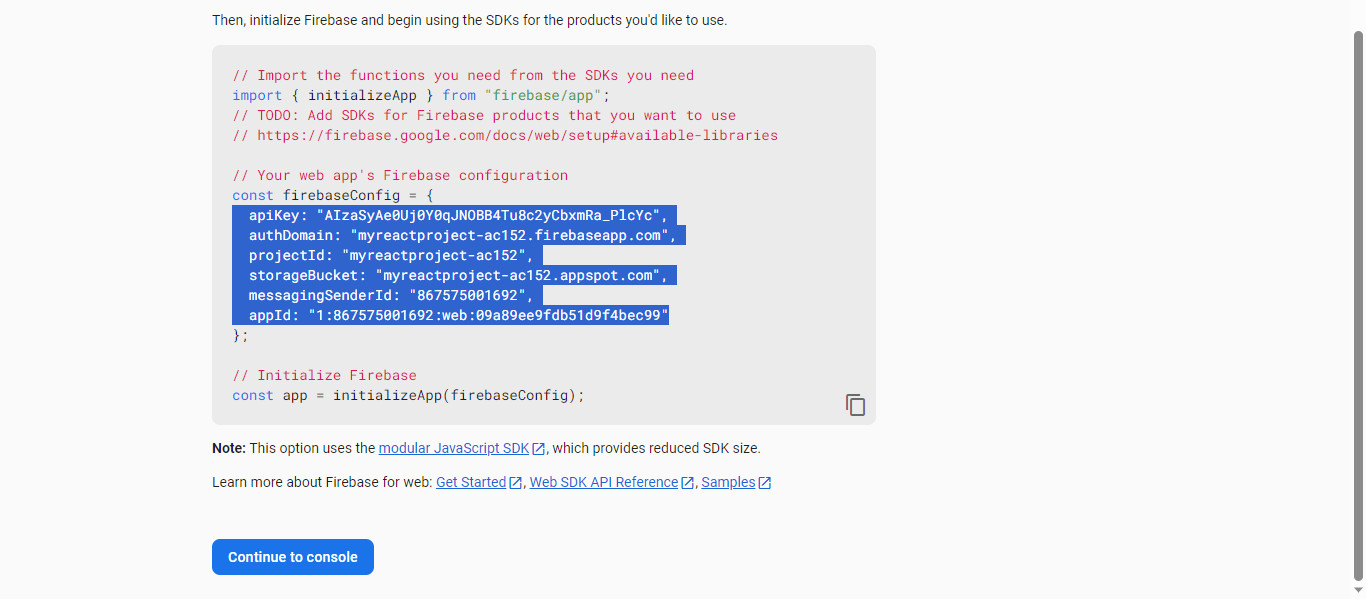 Then, initialize Firebase and begin using the SDKs for the products you'd like to use.
// Import the functions you need from the SDKs you need
import { initializeApp } from "firebase/app";
// TODO: Add SDKs for Firebase products that you want to use
// https://firebase.google.com/docs/web/setup#available-libraries
// Your web app's Firebase configuration
const firebaseConfig = {
apiKey: "AIzaSyAe0Uj0Y0qJNOBB4Tu8c2yCbxmRa_PlcYc",
authDomain: "myreactproject-ac152.firebaseapp.com",
projectId: "myreactproject-ac152",
storageBucket: "myreactproject-ac152.appspot.com",
messagingSenderId: "867575001692",
appId: "1:867575001692:web:09a89ee9fdb51d9f4bec99"
};
// Initialize Firebase
const app = initializeApp(firebaseConfig);
Note: This option uses the modular JavaScript SDK, which provides reduced SDK size.
Learn more about Firebase for web: Get Started, Web SDK API Reference, Samples
Continue to console